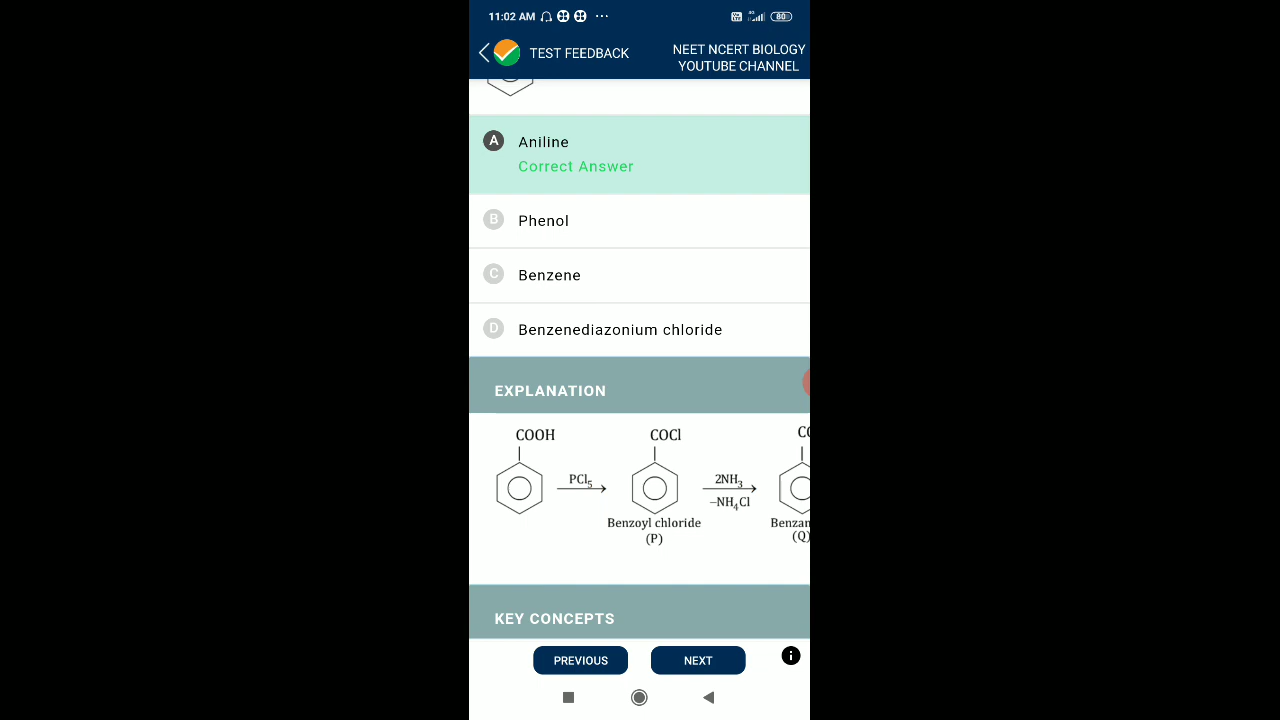 11:02 AM
80
TEST FEEDBACK
NEET NCERT BIOLOGY
YOUTUBE CHANNEL
A Aniline
Correct Answer
B Phenol
C Benzene
D Benzenediazonium chloride
EXPLANATION
COOH
COCl
PCl5
2NH3
–NH4Cl
Benzoyl chloride
(P)
(Q)
KEY CONCEPTS
PREVIOUS
NEXT